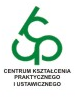 CENTRUM KSZTAŁCENIA
PRAKTYCZNEGO
I USTAWICZNEGO